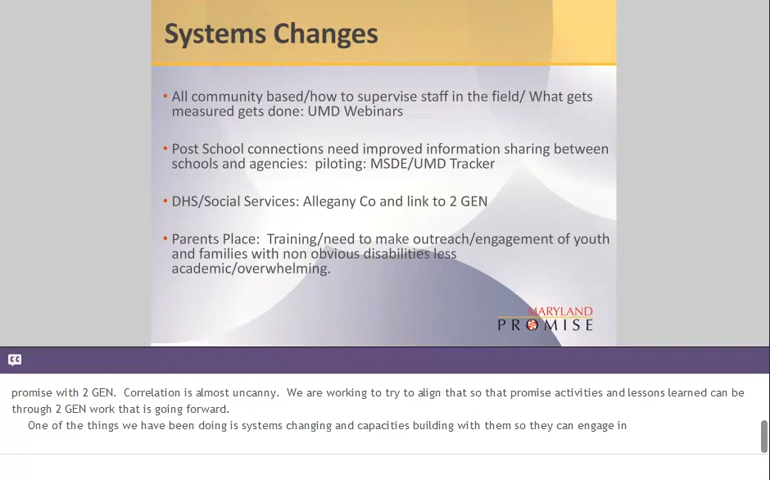 Systems Changes
• All community based/how to supervise staff in the field/ What gets
measured gets done: UMD Webinars
• Post School connections need improved information sharing between
schools and agencies:  piloting: MSDE/UMD Tracker
• DHS/Social Services: Allegany Co and link to 2 GEN
• Parents Place:  Training/need to make outreach/engagement of youth
and families with non obvious disabilities less
academic/overwhelming.
MARYLAND
PROMISE
CC
promise with 2 GEN.  Correlation is almost uncanny.  We are working to try to align that so that promise activities and lessons learned can be
through 2 GEN work that is going forward.
One of the things we have been doing is systems changing and capacities building with them so they can engage in